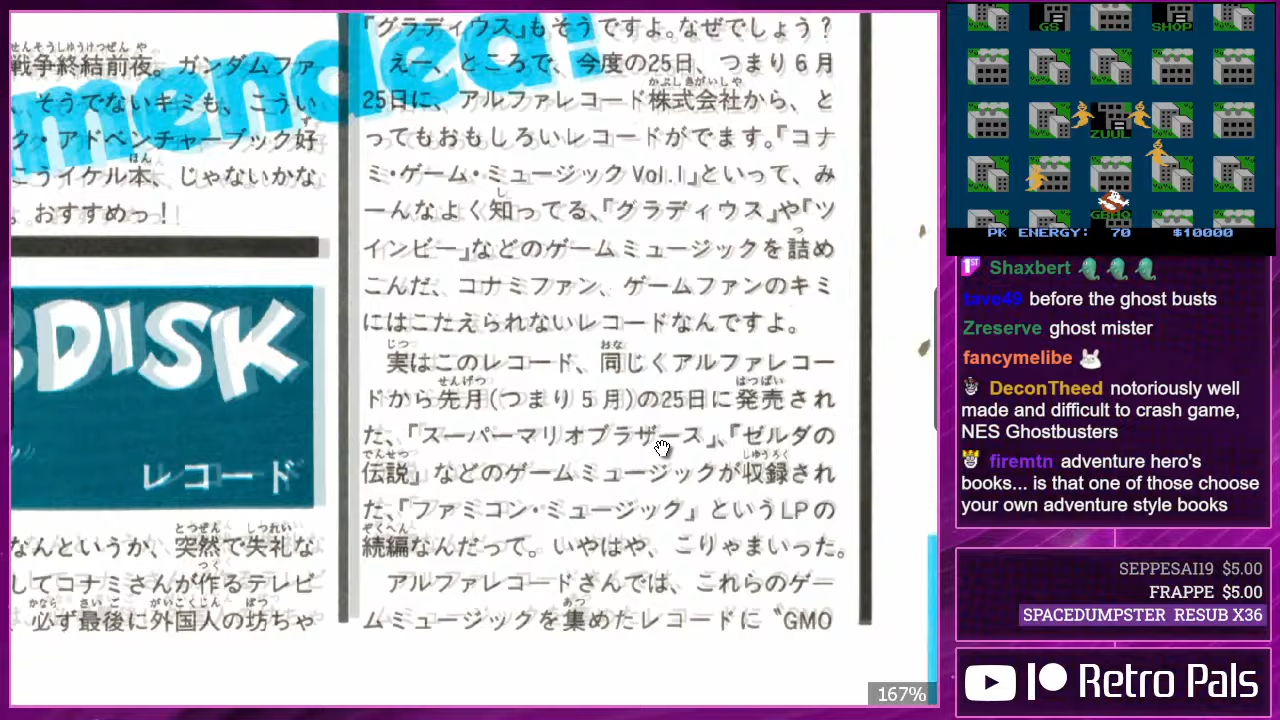 mended!
せんそうしゅうけつぜん や
戦争終結前夜。ガンダムファ
、そうでないキミも、こうい
ク・アドベンチャーブック好
こうイケル本、じゃないかな
。おすすめっ!
DISK
レコード
なんというか、突然で失礼な
してコナミさんが作るテレビ
、必ず最後に外国人の坊ちゃ
『グラディウス』もそうですよ。なぜでしょう?
えー、ところで、今度の25日、つまり6月
25日に、アルファレコード株式会社から、と
ってもおもしろいレコードがでます。『コナ
ミ・ゲーム・ミュージックVol.1』といって、み
ーんなよく知ってる、『グラディウス』や『ツ
インビー』などのゲームミュージックを詰め
こんだ、コナミファン、ゲームファンのキミ
にはこたえられないレコードなんですよ。
実はこのレコード、同じくアルファレコー
ドから先月(つまり5月)の25日に発売され
た、『スーパーマリオブラザース』、『ゼルダの
伝説』などのゲームミュージックが収録され
た、『ファミコン・ミュージック』というLPの
続編なんだって。いやはや、こりゃまいった。
アルファレコードさんでは、これらのゲー
ムミュージックを集めたレコードに〝GMO
167%
GS
SHOP
ZUUL
GBHQ
PK ENERGY: 70 $10000
1ST Shaxbert
tave49 before the ghost busts
Zreserve ghost mister
fancymelibe
DeconTheed notoriously well
made and difficult to crash game,
NES Ghostbusters
firemtn adventure hero's
books... is that one of those choose
your own adventure style books
SEPPESAI19 $5.00
FRAPPE $5.00
SPACEDUMPSTER RESUB X36
Retro Pals